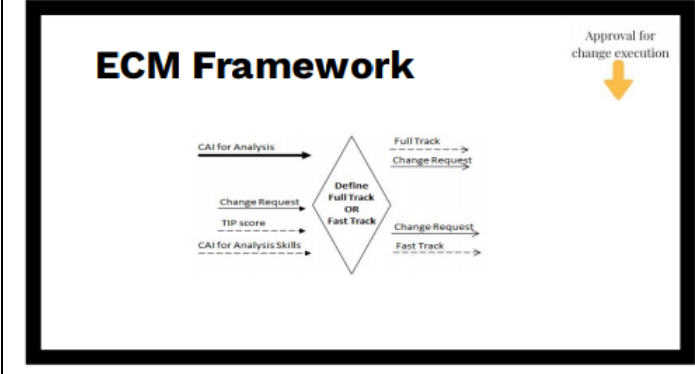 ECM Framework
Approval for
change execution
CAI for Analysis
Change Request
TIP score
CAI for Analysis Skills
Define
Full Track
OR
Fast Track
Full Track
Change Request
Change Request
Fast Track